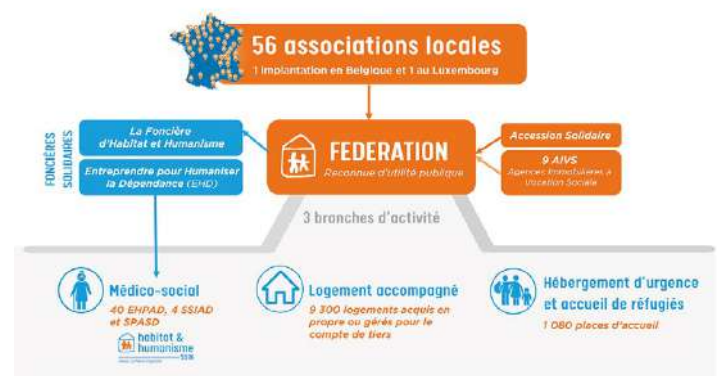 56 associations locales
1 implantation en Belgique et 1 au Luxembourg
FONCIÈRES
SOLIDAIRES
La Foncière
d'Habitat et Humanisme
Entreprendre pour Humaniser
la Dépendance (EHD)
FEDERATION
Reconnue d'utilité publique
Accession Solidaire
9 AIVS
Agences Immobilières à
Vocation Sociale
3 branches d'activité
Médico-social
40 EHPAD, 4 SSIAD
et SPASD
habitat &
humanisme
Logement accompagné
9 300 logements acquis en
propre ou gérés pour le
compte de tiers
Hébergement d'urgence
et accueil de réfugiés
1 080 places d'accueil